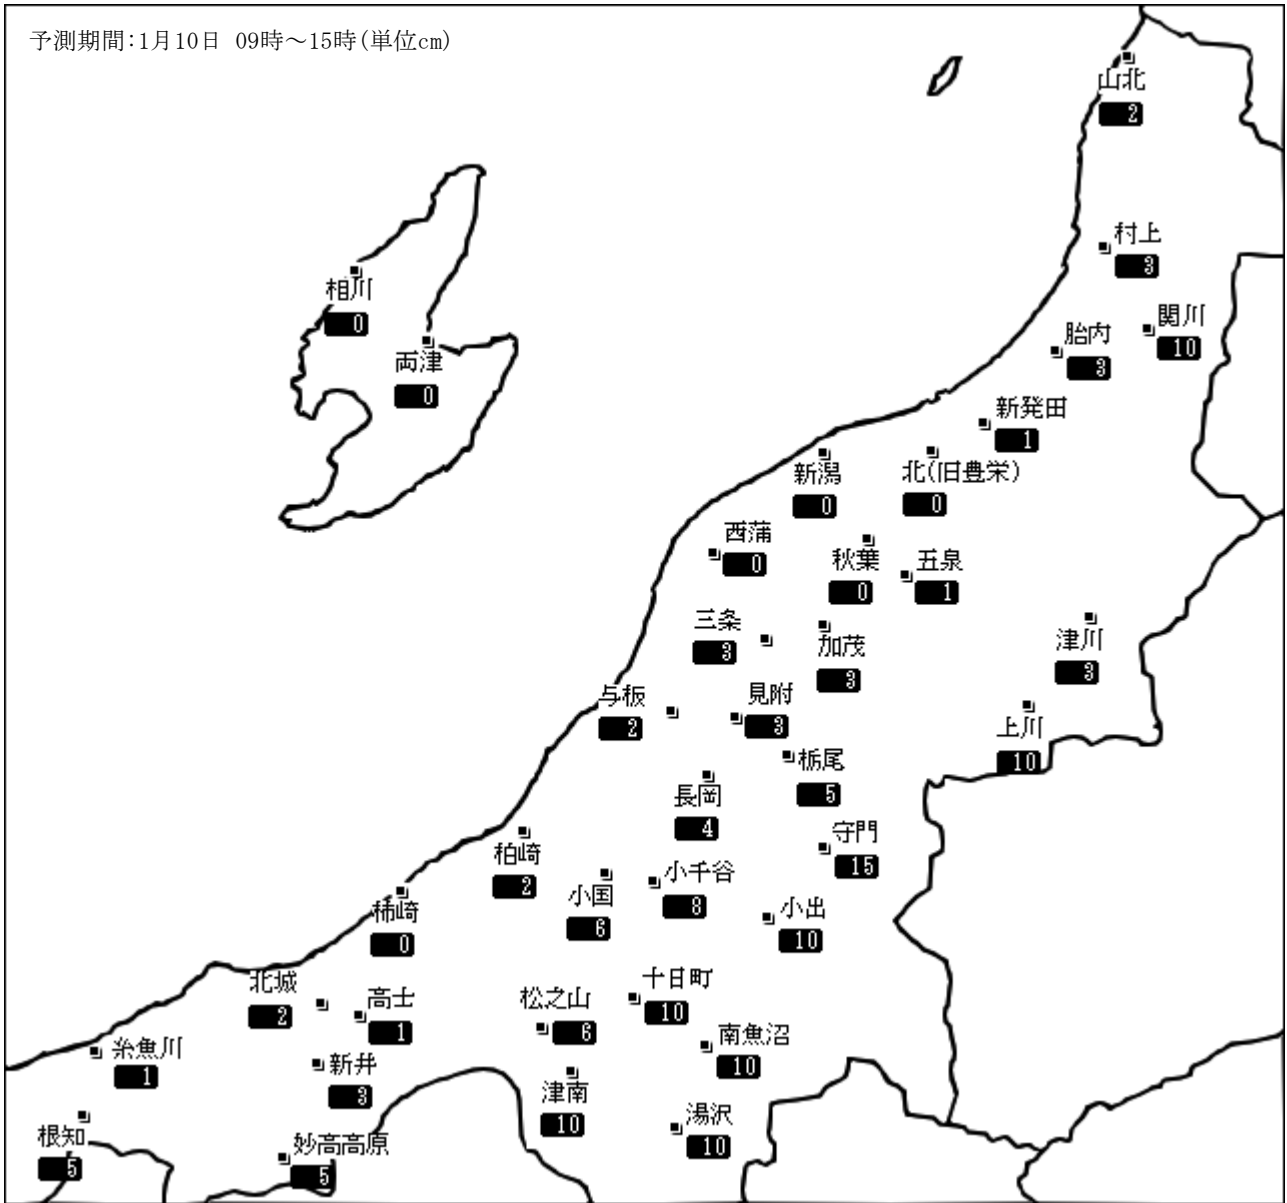 予測期間:1月10日 09時～15時(単位cm)
山北
2
村上
3
相川
0
関川
10
胎内
3
両津
0
新発田
1
新潟
0
北(旧豊栄)
0
西蒲
0
秋葉
0
五泉
1
三条
3
加茂
3
津川
3
与板
2
見附
3
上川
10
栃尾
5
長岡
4
守門
15
柏崎
2
小国
6
小千谷
8
小出
10
柿崎
0
北城
2
高士
1
松之山
6
十日町
10
南魚沼
10
糸魚川
1
新井
3
津南
10
湯沢
10
根知
5
妙高高原
5